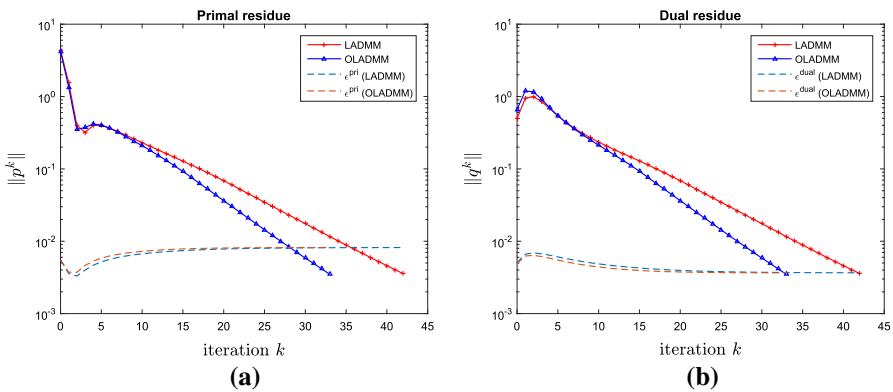 Primal residue
10^1
10^0
10^-1
10^-2
10^-3
‖p^k‖
LADMM
OLADMM
ϵ^pri (LADMM)
ϵ^pri (OLADMM)
0 5 10 15 20 25 30 35 40 45
iteration k
(a)
Dual residue
10^1
10^0
10^-1
10^-2
10^-3
‖q^k‖
LADMM
OLADMM
ϵ^dual (LADMM)
ϵ^dual (OLADMM)
0 5 10 15 20 25 30 35 40 45
iteration k
(b)